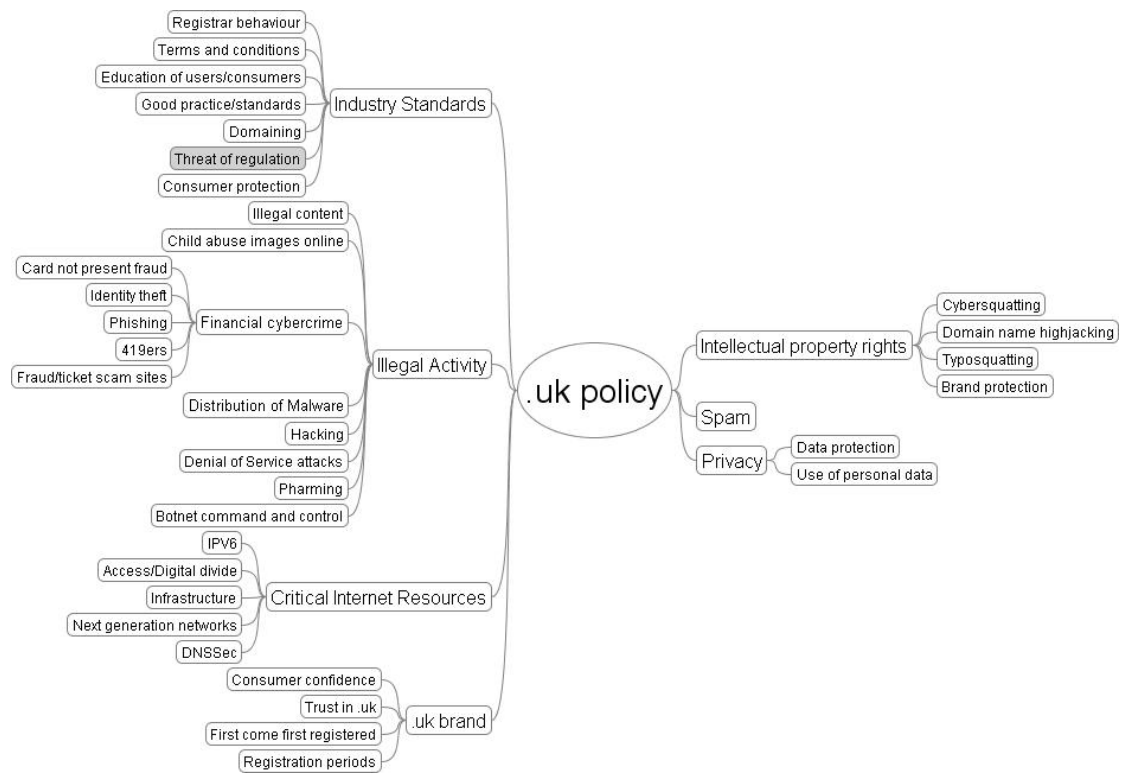 Registrar behaviour
Terms and conditions
Education of users/consumers
Good practice/standards
Domaining
Threat of regulation
Consumer protection
Industry Standards
Illegal content
Child abuse images online
Card not present fraud
Identity theft
Phishing
419ers
Fraud/ticket scam sites
Financial cybercrime
Distribution of Malware
Hacking
Denial of Service attacks
Pharming
Botnet command and control
Illegal Activity
IPV6
Access/Digital divide
Infrastructure
Next generation networks
DNSSec
Critical Internet Resources
Consumer confidence
Trust in .uk
First come first registered
Registration periods
.uk brand
.uk policy
Intellectual property rights
Cybersquatting
Domain name highjacking
Typosquatting
Brand protection
Spam
Privacy
Data protection
Use of personal data